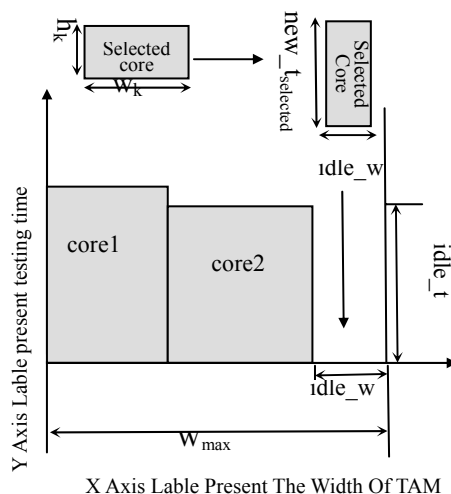 h_k
Selected
core
w_k
new_t_selected
Selected
Core
idle_w
core1
core2
idle_t
idle_w
w_max
Y Axis Lable present testing time
X Axis Lable Present The Width Of TAM